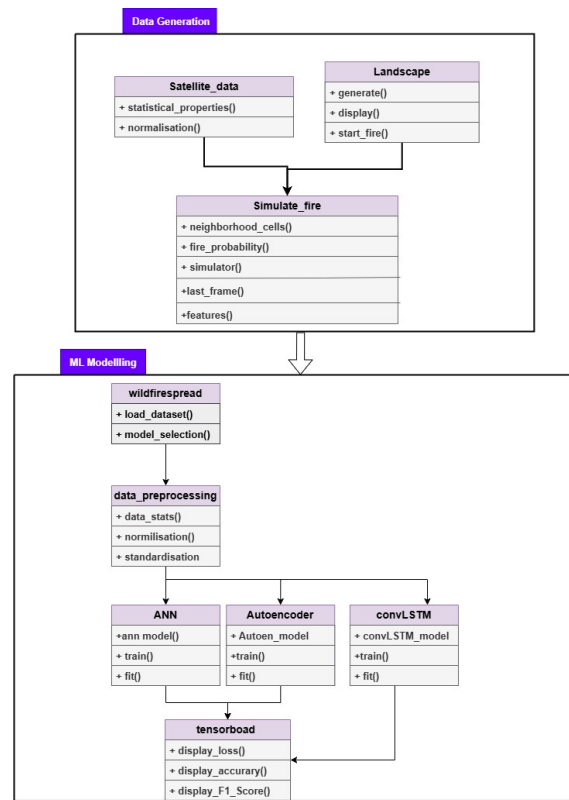 Data Generation
Satellite_data
+ statistical_properties()
+ normalisation()
Landscape
+ generate()
+ display()
+ start_fire()
Simulate_fire
+ neighborhood_cells()
+ fire_probability()
+ simulator()
+last_frame()
+features()
ML Modellling
wildfirespread
+ load_dataset()
+ model_selection()
data_preprocessing
+ data_stats()
+ normilisation()
+ standardisation
ANN
+ann model()
+ train()
+ fit()
Autoencoder
+ Autoen_model
+train()
+ fit()
convLSTM
+ convLSTM_model
+train()
+ fit()
tensorboad
+ display_loss()
+ display_accurary()
+ display_F1_Score()